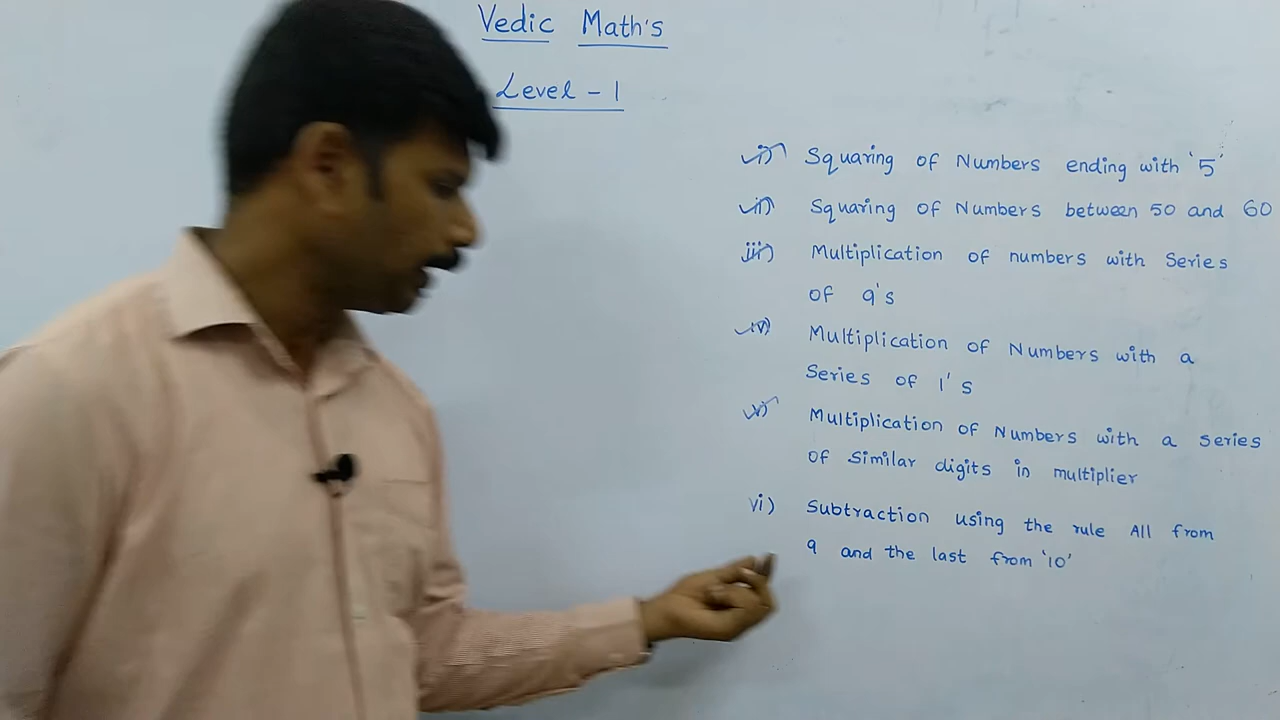 Vedic Math's
Level - 1
i) Squaring of Numbers ending with '5'
ii) Squaring of Numbers between 50 and 60
iii) Multiplication of numbers with Series
of 9's
iv) Multiplication of Numbers with a
Series of 1's
v) Multiplication of Numbers with a series
of similar digits in multiplier
vi) Subtraction using the rule All from
9 and the last from '10'